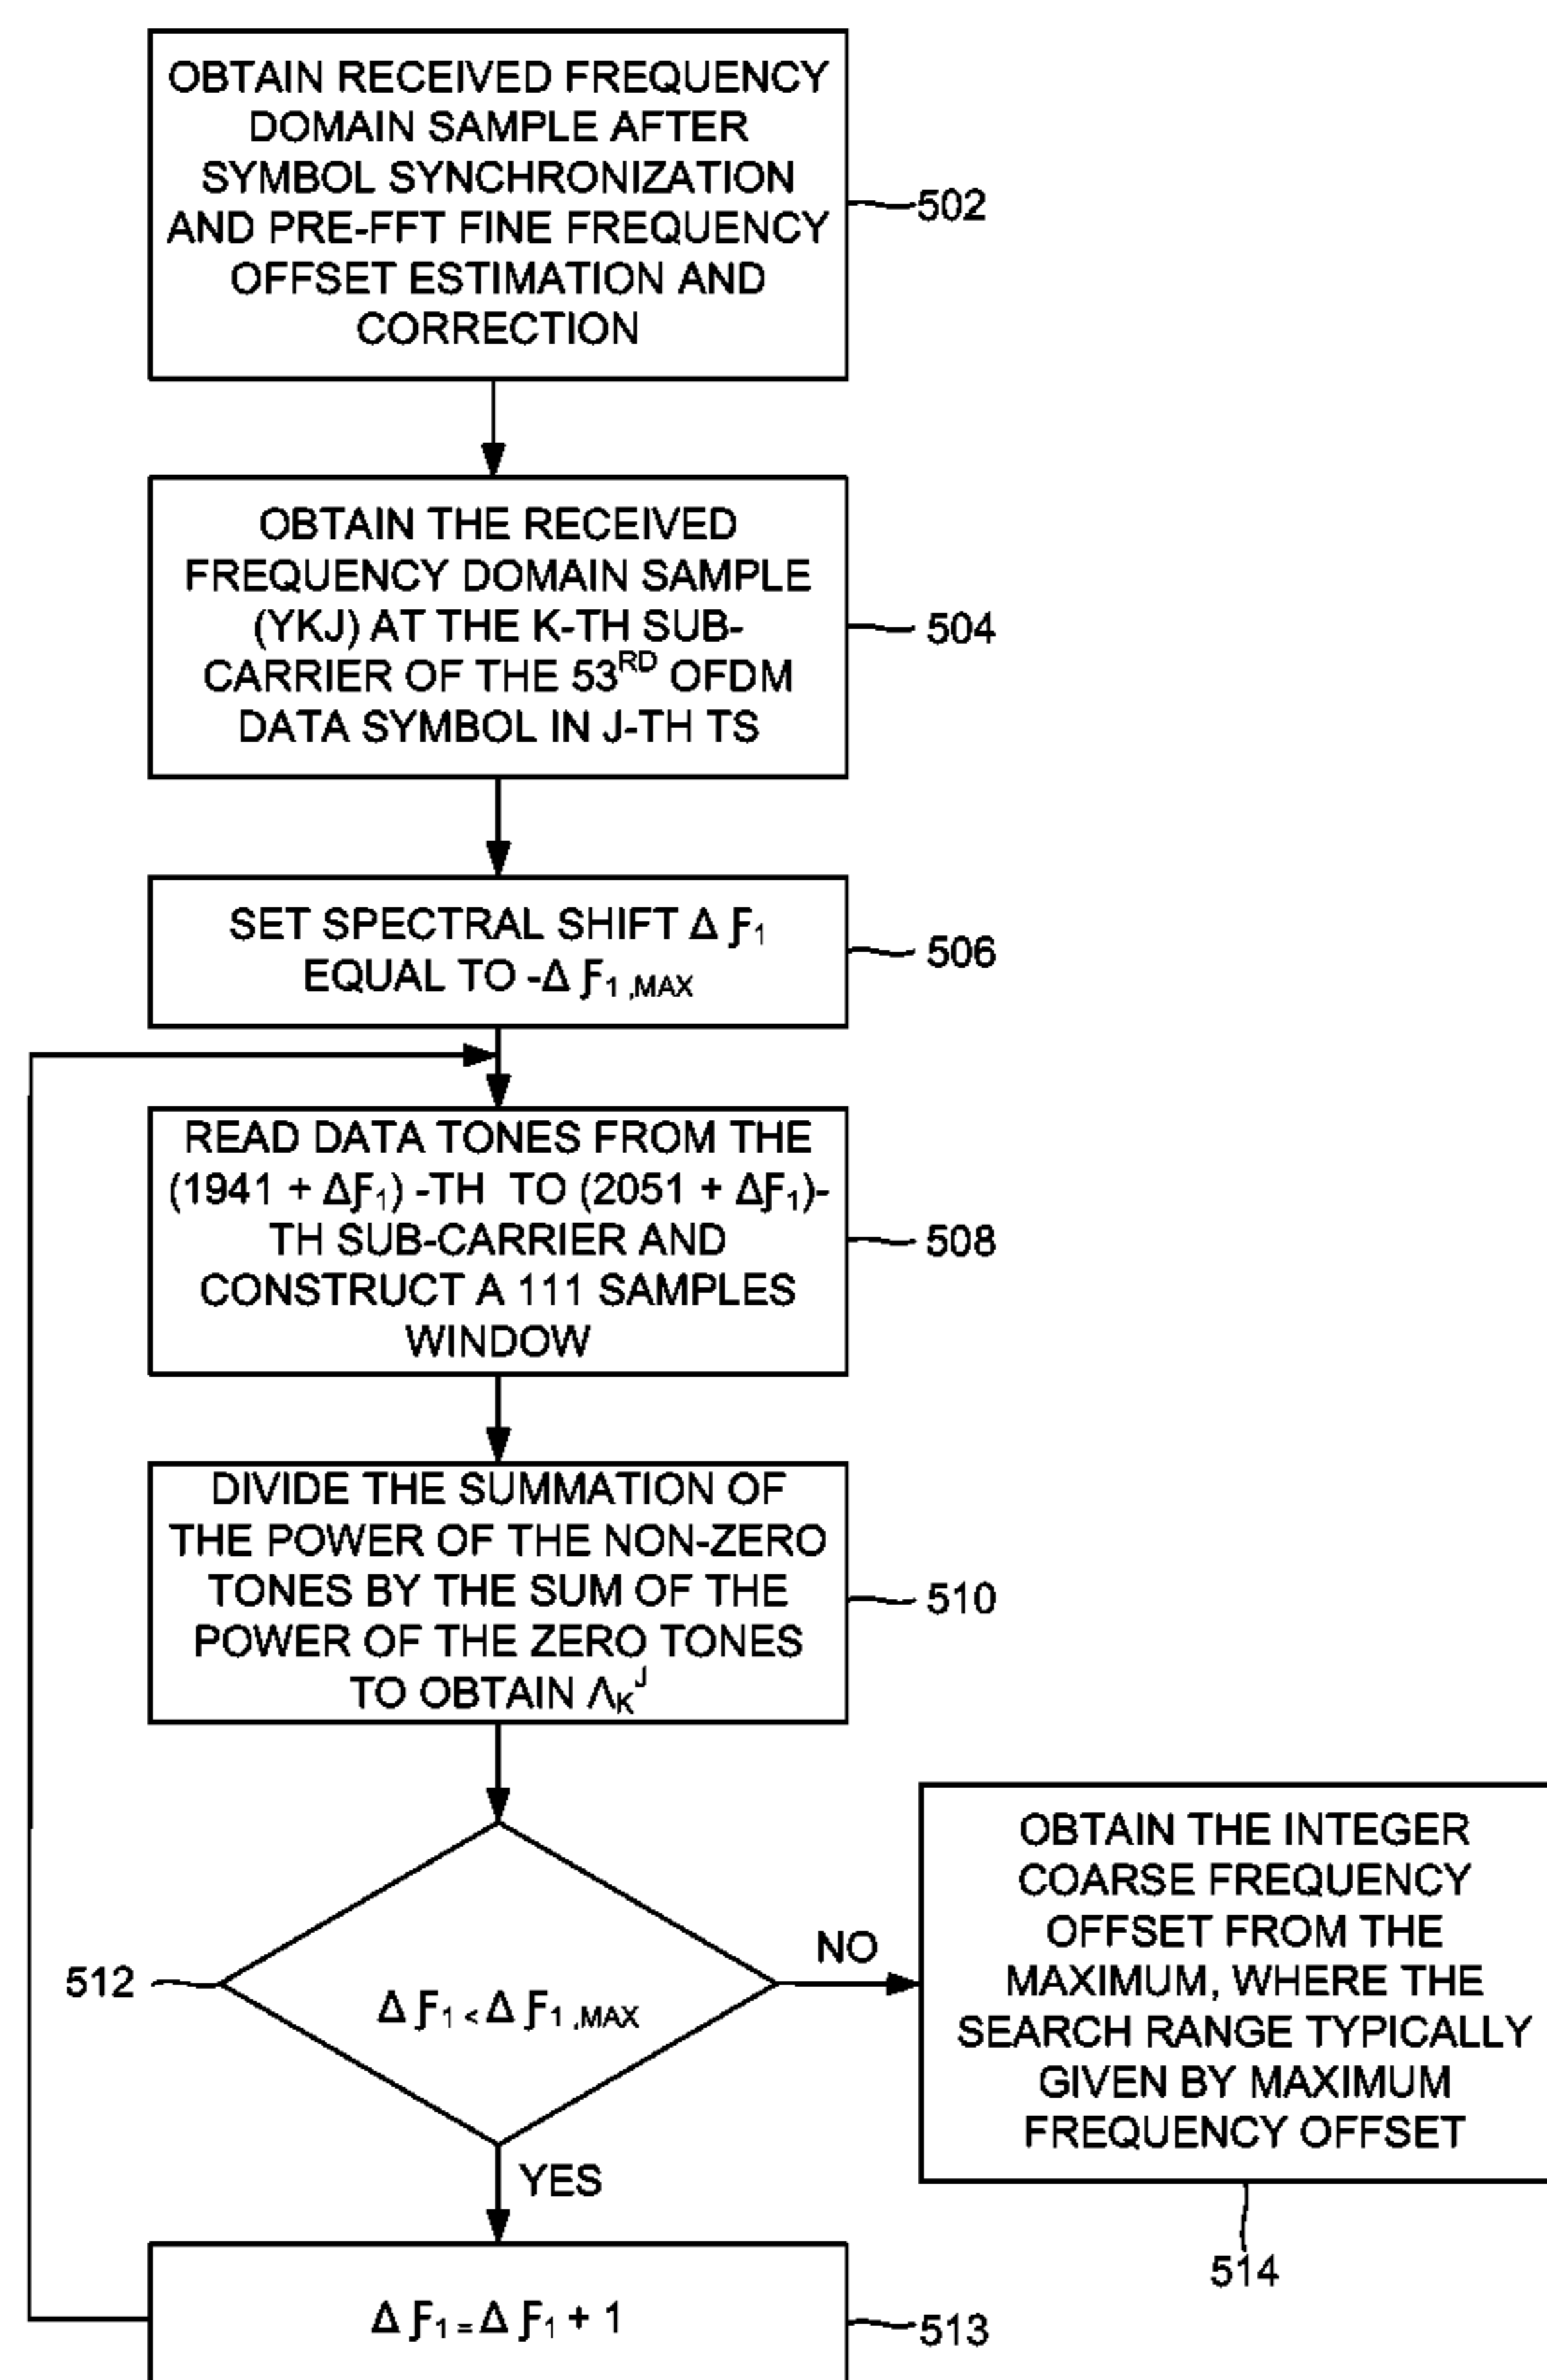 OBTAIN RECEIVED FREQUENCY
DOMAIN SAMPLE AFTER
SYMBOL SYNCHRONIZATION
AND PRE-FFT FINE FREQUENCY
OFFSET ESTIMATION AND
CORRECTION
502
OBTAIN THE RECEIVED
FREQUENCY DOMAIN SAMPLE
(YKJ) AT THE K-TH SUB-
CARRIER OF THE 53RD OFDM
DATA SYMBOL IN J-TH TS
504
SET SPECTRAL SHIFT Δ Ƒ1
EQUAL TO -Δ Ƒ1 ,MAX
506
READ DATA TONES FROM THE
(1941 + ΔƑ1) -TH TO (2051 + ΔƑ1)-
TH SUB-CARRIER AND
CONSTRUCT A 111 SAMPLES
WINDOW
508
DIVIDE THE SUMMATION OF
THE POWER OF THE NON-ZERO
TONES BY THE SUM OF THE
POWER OF THE ZERO TONES
TO OBTAIN ΛKJ
510
512
Δ Ƒ1 < Δ Ƒ1 ,MAX
NO
YES
OBTAIN THE INTEGER
COARSE FREQUENCY
OFFSET FROM THE
MAXIMUM, WHERE THE
SEARCH RANGE TYPICALLY
GIVEN BY MAXIMUM
FREQUENCY OFFSET
514
Δ Ƒ1 = Δ Ƒ1 + 1
513